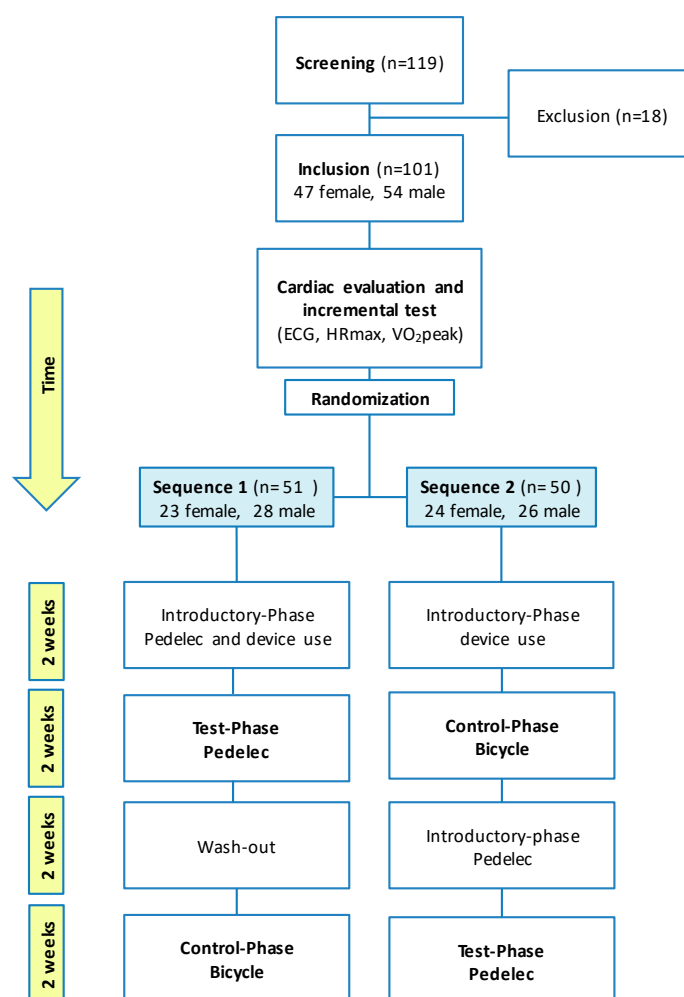 Screening (n=119)
Exclusion (n=18)
Inclusion (n=101)
47 female, 54 male
Cardiac evaluation and
incremental test
(ECG, HRmax, VO₂peak)
Time
Randomization
Sequence 1 (n= 51 )
23 female, 28 male
Sequence 2 (n= 50 )
24 female, 26 male
2 weeks
Introductory-Phase
Pedelec and device use
Introductory-Phase
device use
2 weeks
Test-Phase
Pedelec
Control-Phase
Bicycle
2 weeks
Wash-out
Introductory-phase
Pedelec
2 weeks
Control-Phase
Bicycle
Test-Phase
Pedelec